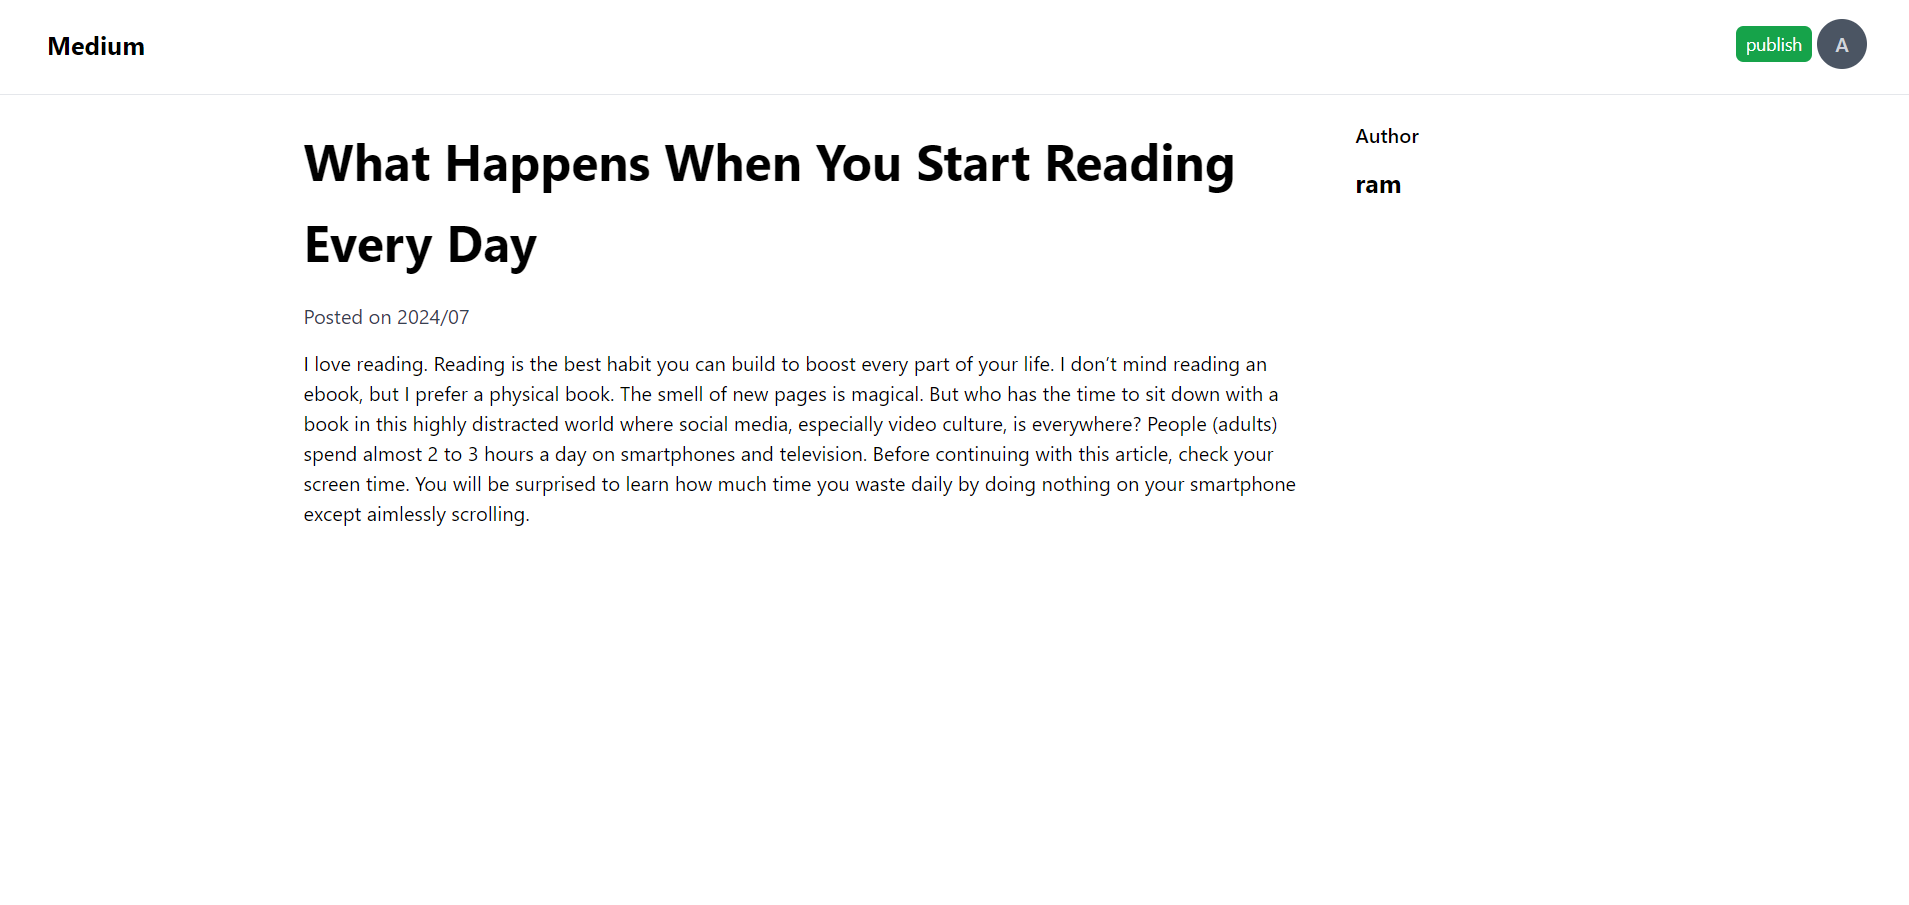 Medium
publish
A
What Happens When You Start Reading
Every Day
Posted on 2024/07
I love reading. Reading is the best habit you can build to boost every part of your life. I don’t mind reading an
ebook, but I prefer a physical book. The smell of new pages is magical. But who has the time to sit down with a
book in this highly distracted world where social media, especially video culture, is everywhere? People (adults)
spend almost 2 to 3 hours a day on smartphones and television. Before continuing with this article, check your
screen time. You will be surprised to learn how much time you waste daily by doing nothing on your smartphone
except aimlessly scrolling.
Author
ram